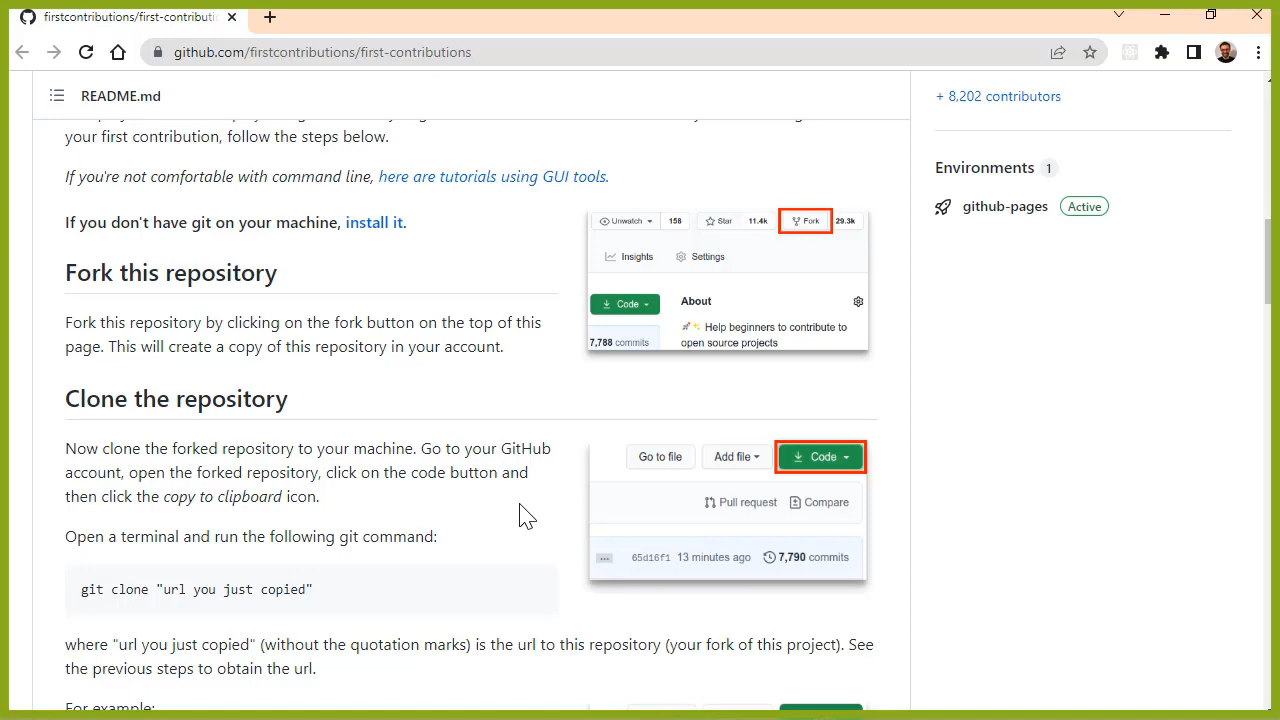 firstcontributions/first-contributi
github.com/firstcontributions/first-contributions
README.md
your first contribution, follow the steps below.
If you're not comfortable with command line, here are tutorials using GUI tools.
If you don't have git on your machine, install it.
Unwatch 158 Star 11.4k Fork 29.3k
Insights Settings
Code About
Help beginners to contribute to
7,788 commits open source projects
Fork this repository
Fork this repository by clicking on the fork button on the top of this
page. This will create a copy of this repository in your account.
Clone the repository
Now clone the forked repository to your machine. Go to your GitHub
account, open the forked repository, click on the code button and
then click the copy to clipboard icon.
Go to file Add file Code
Pull request Compare
... 65d16f1 13 minutes ago 7,790 commits
Open a terminal and run the following git command:
git clone "url you just copied"
where "url you just copied" (without the quotation marks) is the url to this repository (your fork of this project). See
the previous steps to obtain the url.
For example:
+ 8,202 contributors
Environments 1
github-pages Active